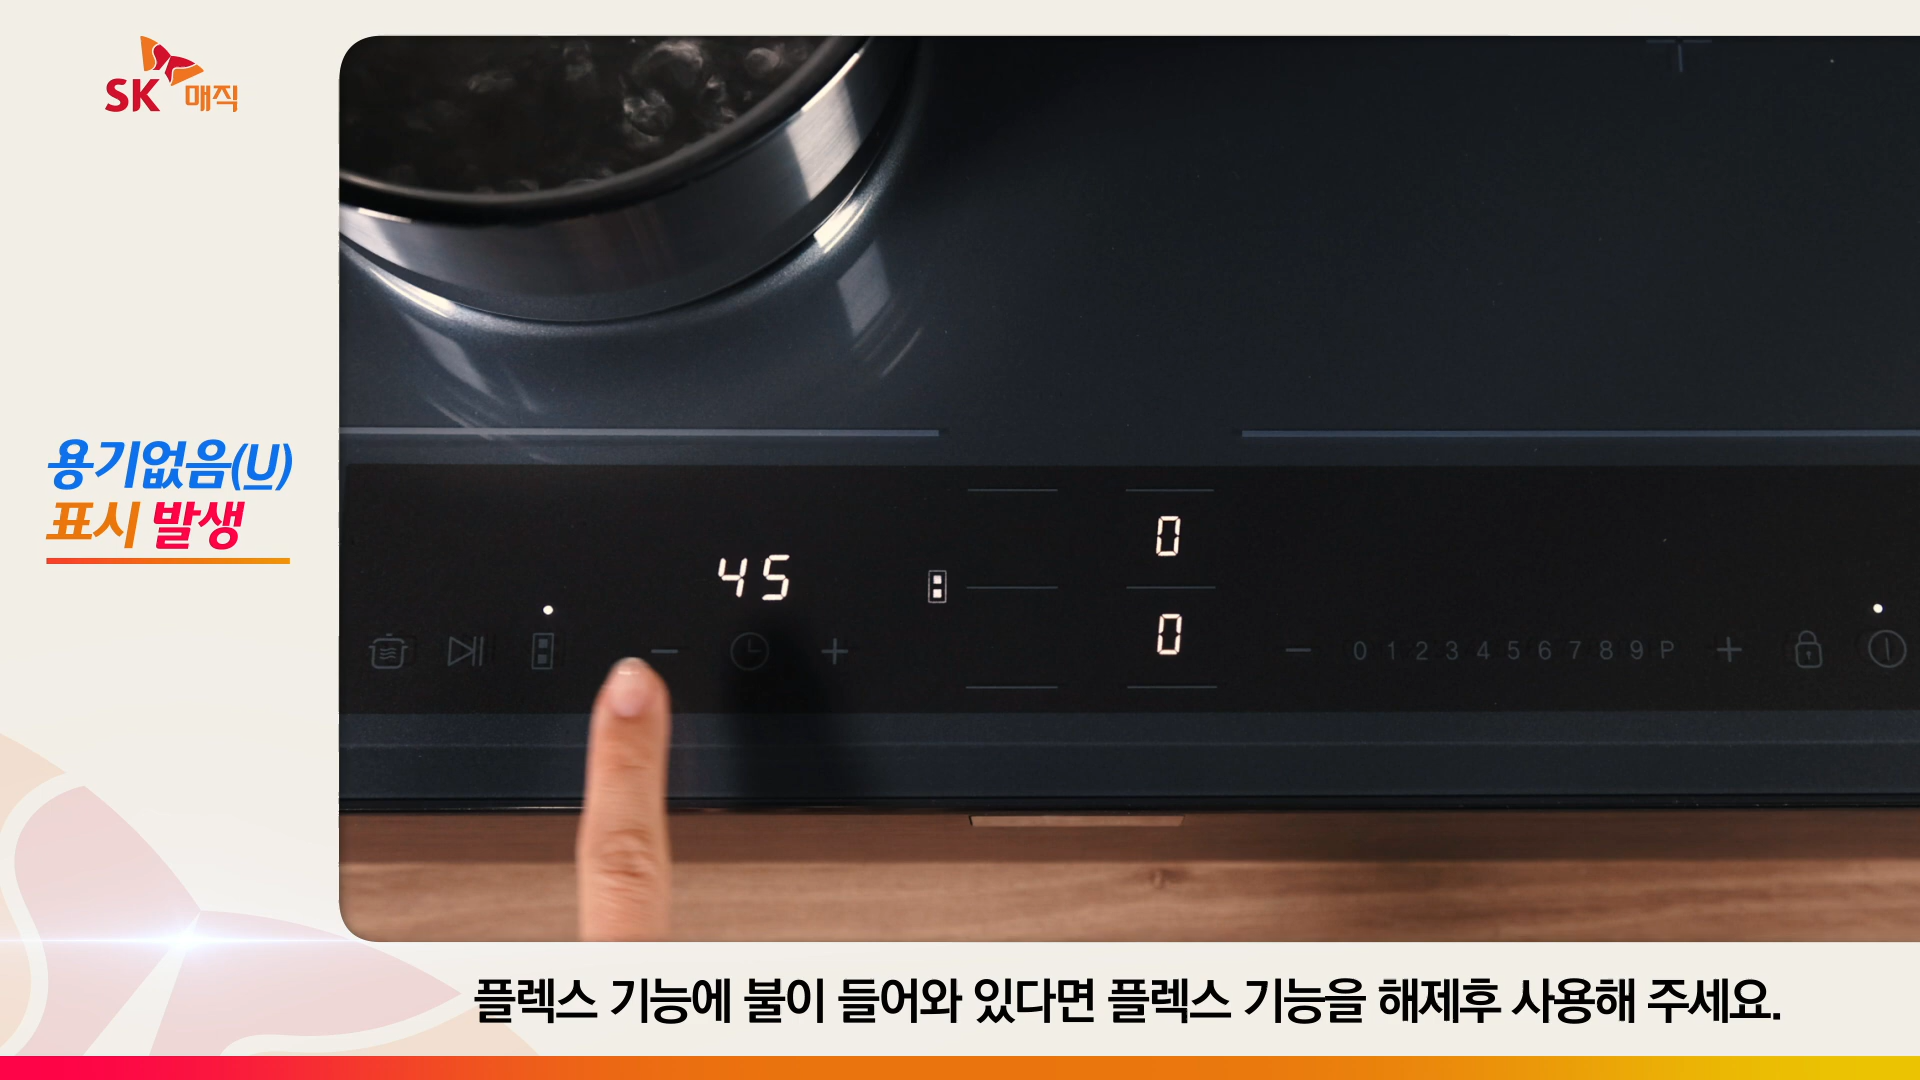 SK 매직
용기없음(U)
표시 발생
45
0
0
0 1 2 3 4 5 6 7 8 9 P
플렉스 기능에 불이 들어와 있다면 플렉스 기능을 해제후 사용해 주세요.